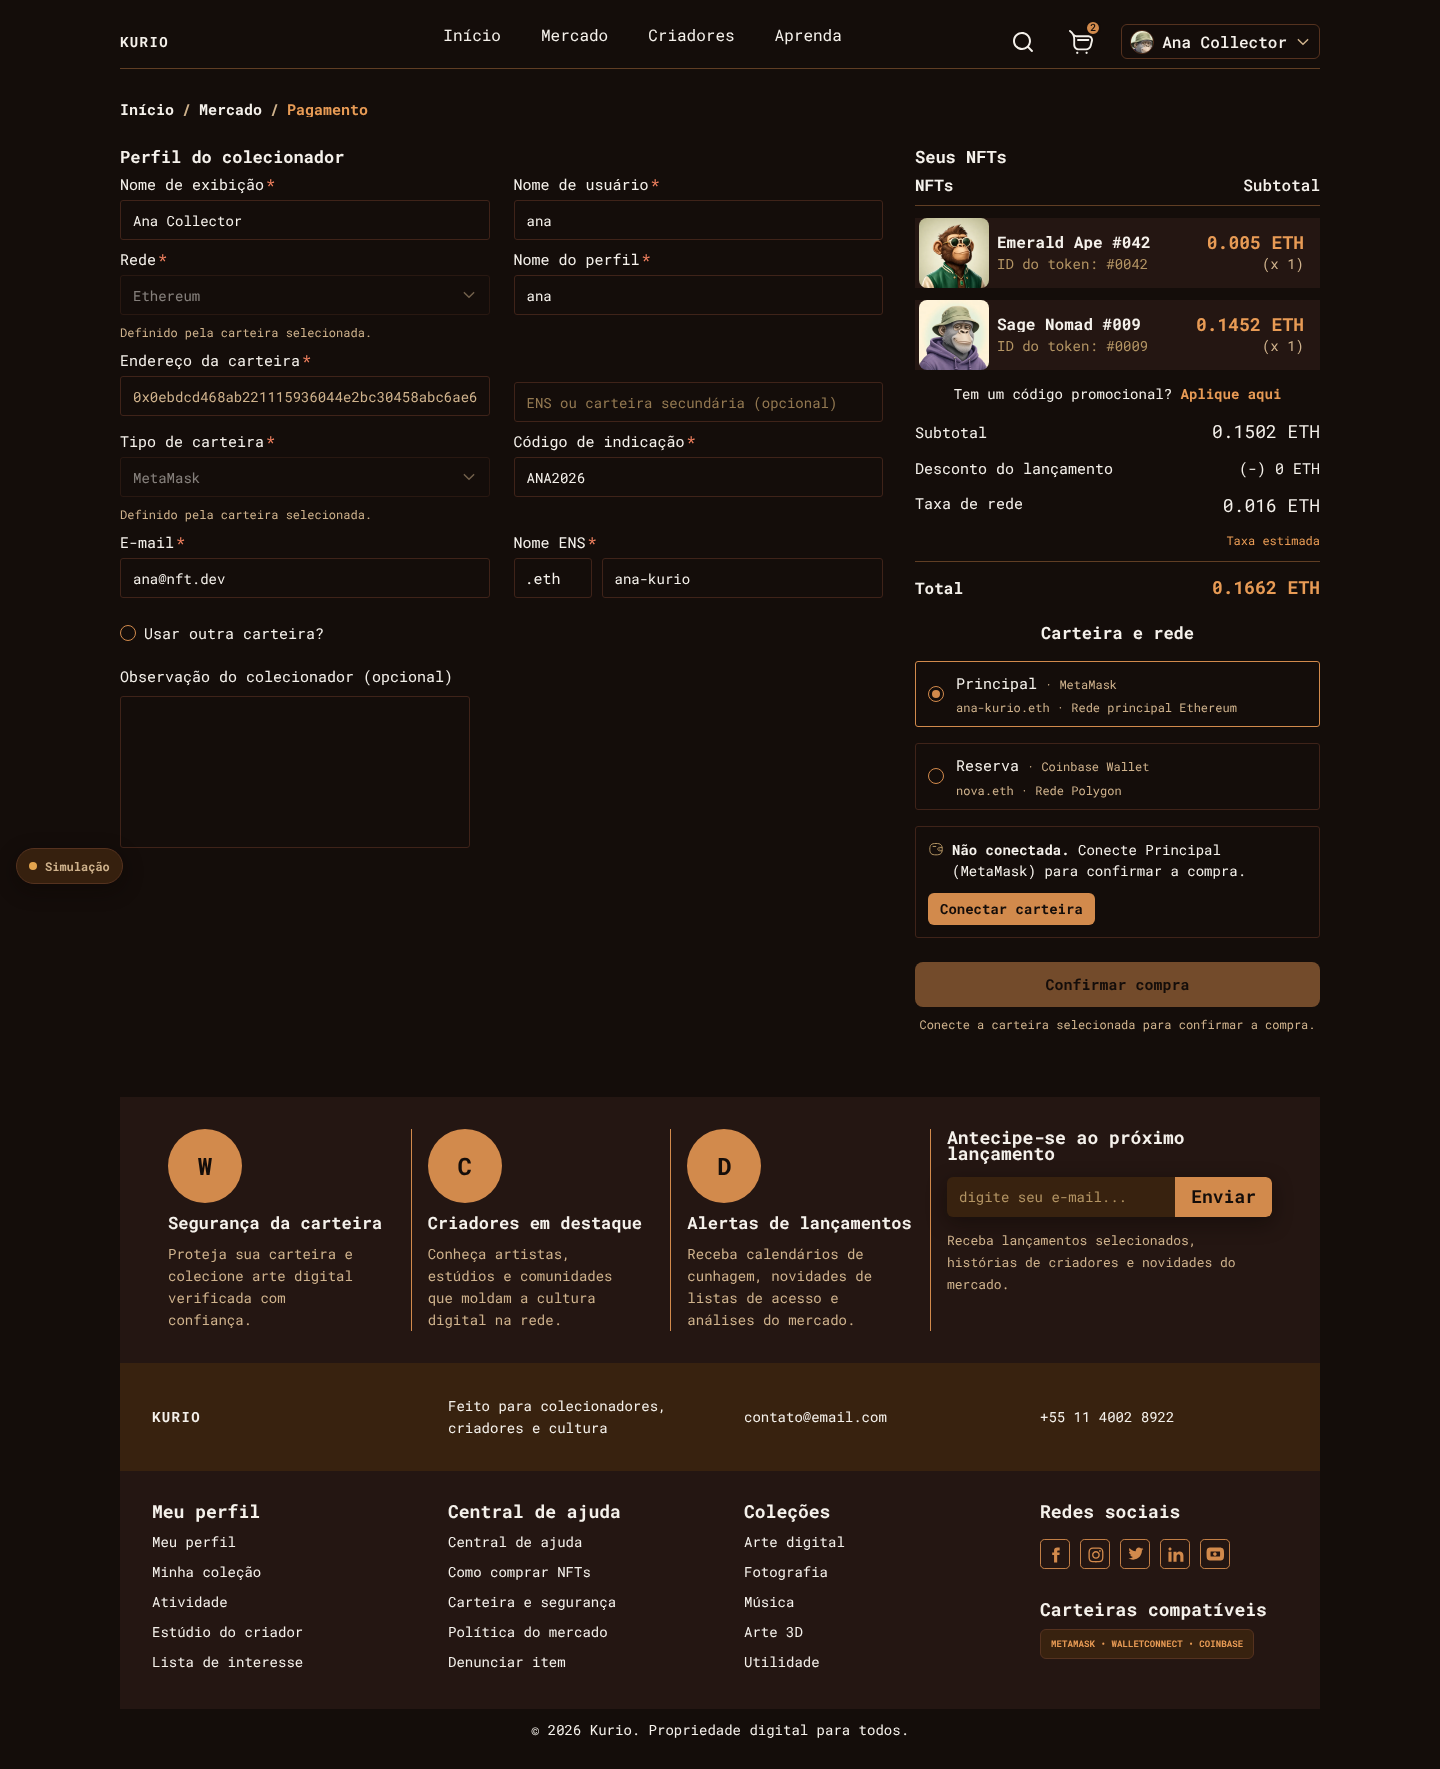 KURIO
Início
Mercado
Criadores
Aprenda
2
Ana Collector
Início / Mercado / Pagamento
Perfil do colecionador
Nome de exibição*
Ana Collector
Nome de usuário*
ana
Rede*
Ethereum
Definido pela carteira selecionada.
Nome do perfil*
ana
Endereço da carteira*
0x0ebdcd468ab221115936044e2bc30458abc6ae6
ENS ou carteira secundária (opcional)
Tipo de carteira*
MetaMask
Definido pela carteira selecionada.
Código de indicação*
ANA2026
E-mail*
ana@nft.dev
Nome ENS*
.eth
ana-kurio
Usar outra carteira?
Observação do colecionador (opcional)
Simulação
Seus NFTs
NFTs
Subtotal
Emerald Ape #042
0.005 ETH
ID do token: #0042
(x 1)
Sage Nomad #009
0.1452 ETH
ID do token: #0009
(x 1)
Tem um código promocional? Aplique aqui
Subtotal
0.1502 ETH
Desconto do lançamento
(-) 0 ETH
Taxa de rede
0.016 ETH
Taxa estimada
Total
0.1662 ETH
Carteira e rede
Principal · MetaMask
ana-kurio.eth · Rede principal Ethereum
Reserva · Coinbase Wallet
nova.eth · Rede Polygon
Não conectada. Conecte Principal
(MetaMask) para confirmar a compra.
Conectar carteira
Confirmar compra
Conecte a carteira selecionada para confirmar a compra.
W
Segurança da carteira
Proteja sua carteira e
colecione arte digital
verificada com
confiança.
C
Criadores em destaque
Conheça artistas,
estúdios e comunidades
que moldam a cultura
digital na rede.
D
Alertas de lançamentos
Receba calendários de
cunhagem, novidades de
listas de acesso e
análises do mercado.
Antecipe-se ao próximo
lançamento
digite seu e-mail...
Enviar
Receba lançamentos selecionados,
histórias de criadores e novidades do
mercado.
KURIO
Feito para colecionadores,
criadores e cultura
contato@email.com
+55 11 4002 8922
Meu perfil
Meu perfil
Minha coleção
Atividade
Estúdio do criador
Lista de interesse
Central de ajuda
Central de ajuda
Como comprar NFTs
Carteira e segurança
Política do mercado
Denunciar item
Coleções
Arte digital
Fotografia
Música
Arte 3D
Utilidade
Redes sociais
Carteiras compatíveis
METAMASK • WALLETCONNECT • COINBASE
© 2026 Kurio. Propriedade digital para todos.